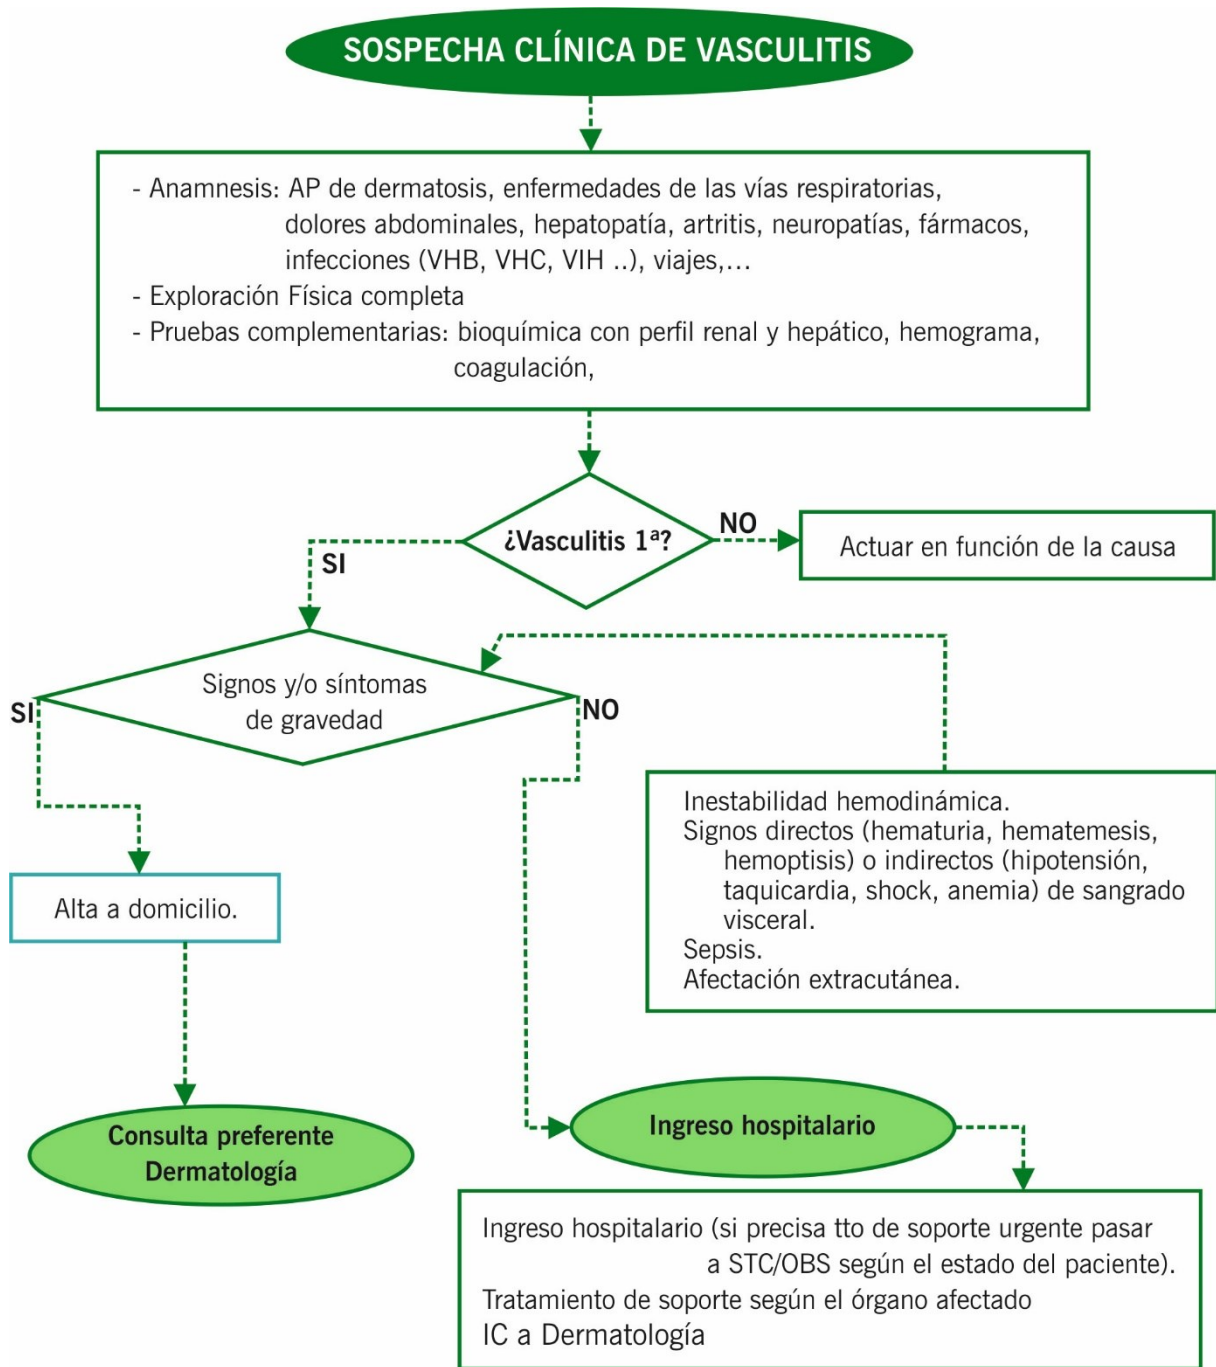 SOSPECHA CLÍNICA DE VASCULITIS
- Anamnesis: AP de dermatosis, enfermedades de las vías respiratorias,
dolores abdominales, hepatopatía, artritis, neuropatías, fármacos,
infecciones (VHB, VHC, VIH ..), viajes,...
- Exploración Física completa
- Pruebas complementarias: bioquímica con perfil renal y hepático, hemograma,
coagulación,
¿Vasculitis 1ª?
NO
Actuar en función de la causa
SI
Signos y/o síntomas
de gravedad
SI
NO
Inestabilidad hemodinámica.
Signos directos (hematuria, hematemesis,
hemoptisis) o indirectos (hipotensión,
taquicardia, shock, anemia) de sangrado
visceral.
Sepsis.
Afectación extracutánea.
Alta a domicilio.
Consulta preferente
Dermatología
Ingreso hospitalario
Ingreso hospitalario (si precisa tto de soporte urgente pasar
a STC/OBS según el estado del paciente).
Tratamiento de soporte según el órgano afectado
IC a Dermatología